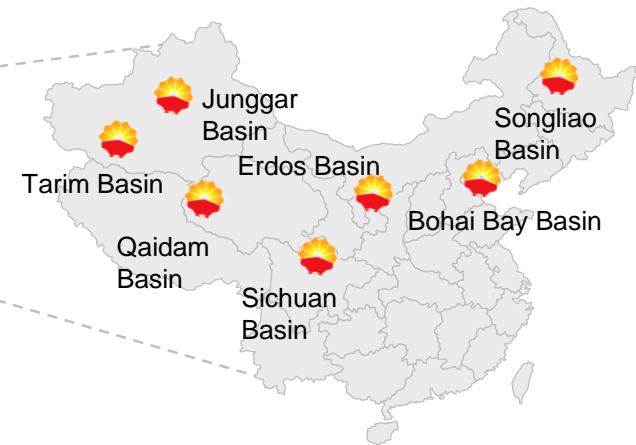 Junggar
Basin
Songliao
Basin
Erdos Basin
Tarim Basin
Bohai Bay Basin
Qaidam
Basin
Sichuan
Basin